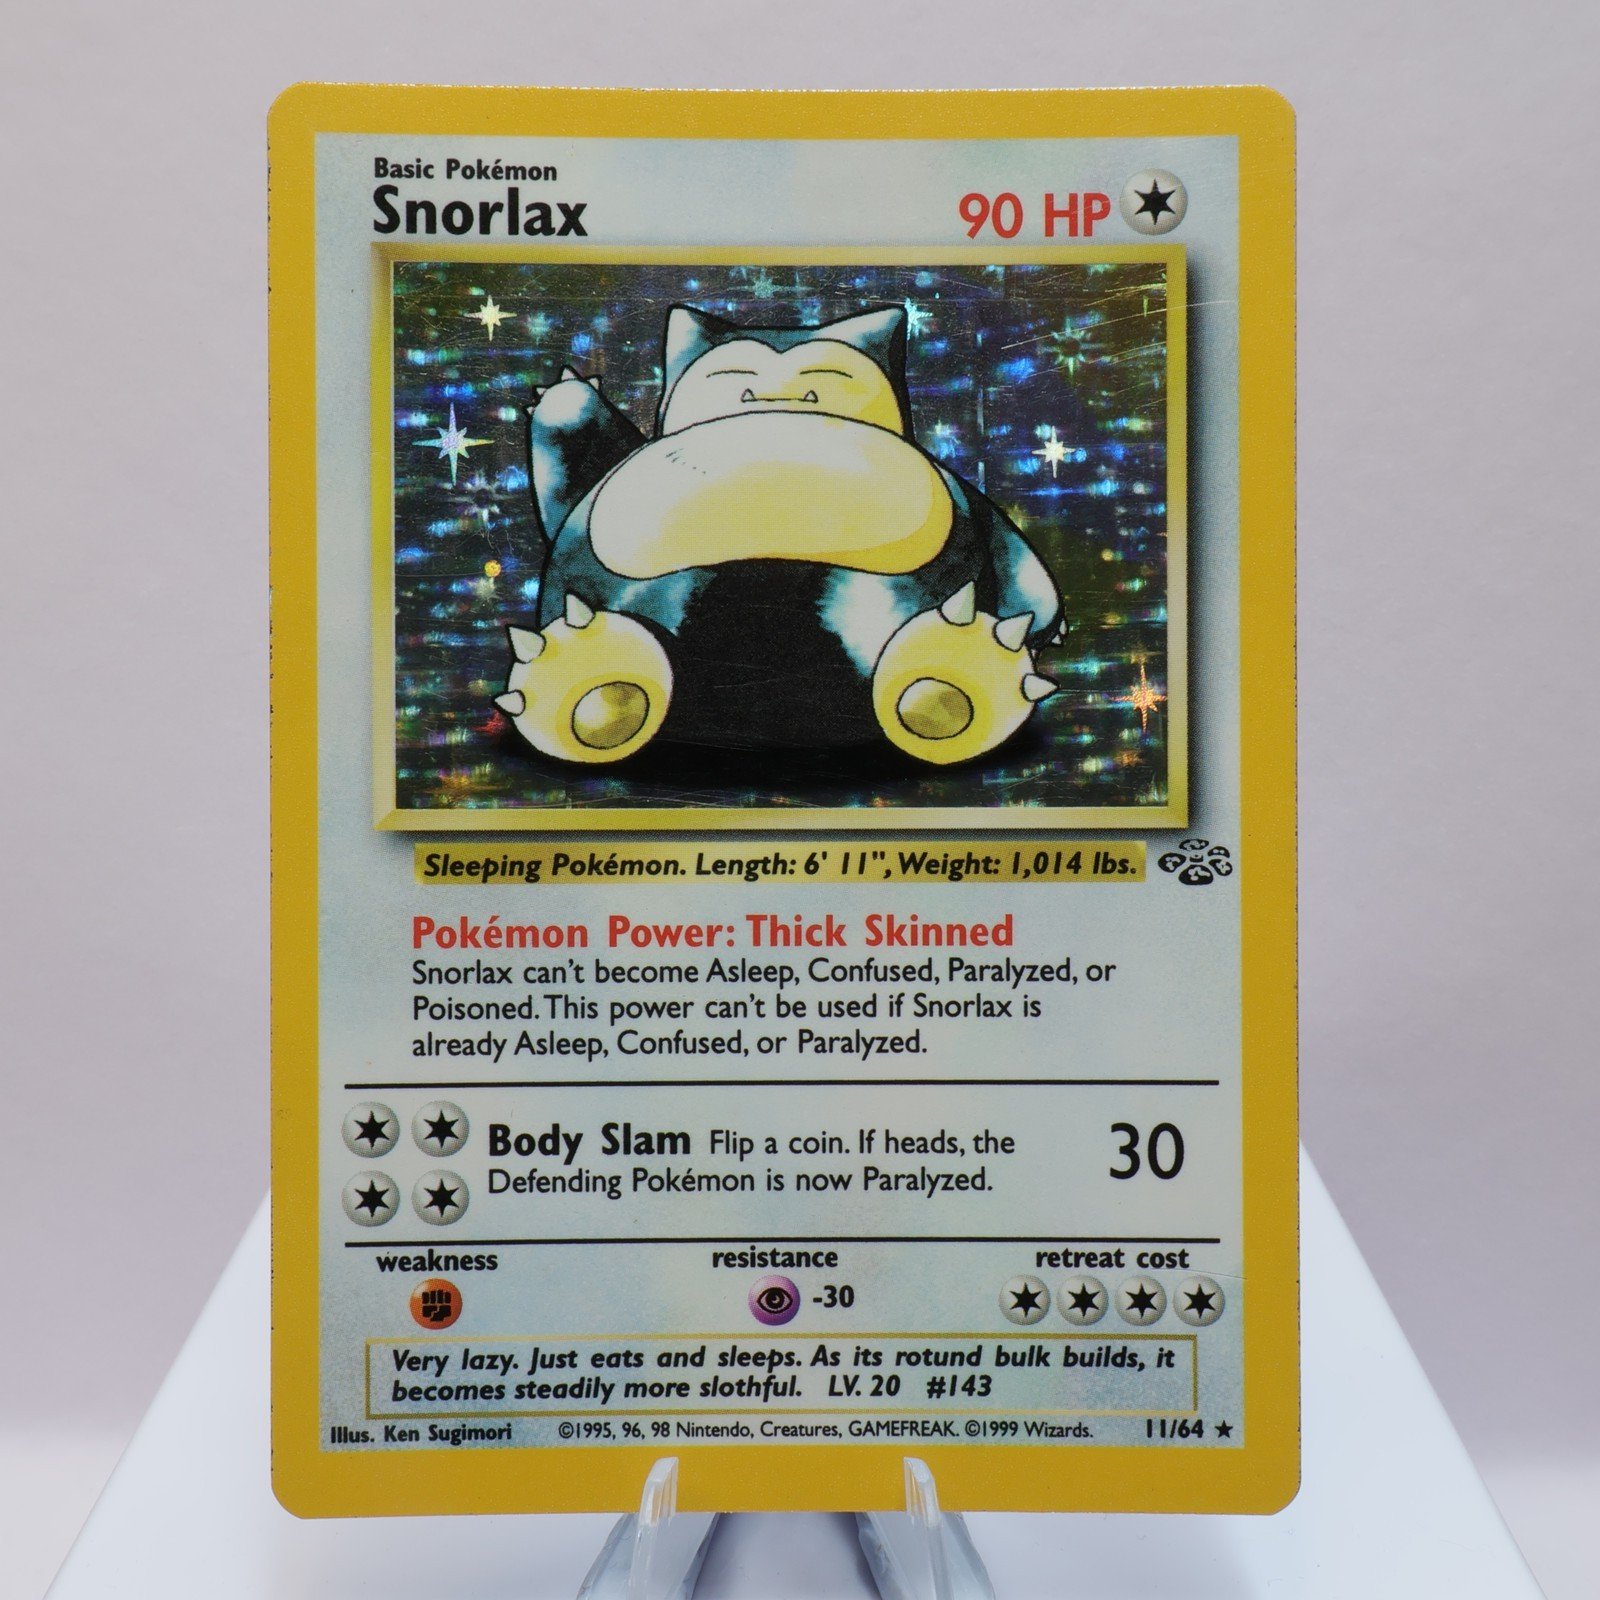 Basic Pokémon
Snorlax
90 HP
Sleeping Pokémon. Length: 6' 11", Weight: 1,014 lbs.
Pokémon Power: Thick Skinned
Snorlax can't become Asleep, Confused, Paralyzed, or
Poisoned. This power can't be used if Snorlax is
already Asleep, Confused, or Paralyzed.
Body Slam Flip a coin. If heads, the
Defending Pokémon is now Paralyzed.
30
weakness
resistance
retreat cost
-30
Very lazy. Just eats and sleeps. As its rotund bulk builds, it
becomes steadily more slothful. LV. 20 #143
Illus. Ken Sugimori
©1995, 96, 98 Nintendo, Creatures, GAMEFREAK. ©1999 Wizards.
11/64 ★